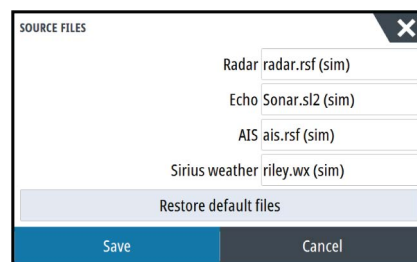 SOURCE FILES
Radar radar.rsf (sim)
Echo Sonar.sl2 (sim)
AIS ais.rsf (sim)
Sirius weather riley.wx (sim)
Restore default files
Save Cancel